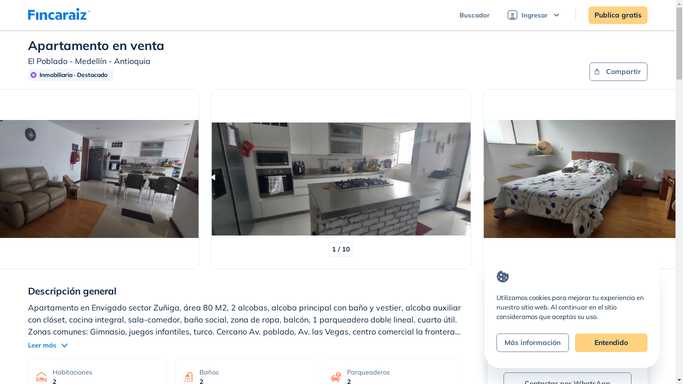 Fincaraiz
Buscador
Ingresar
Publica gratis
Apartamento en venta
El Poblado - Medellín - Antioquia
Inmobiliaria · Destacado
Compartir
1 / 10
Descripción general
Apartamento en Envigado sector Zuñiga, área 80 M2, 2 alcobas, alcoba principal con baño y vestier, alcoba auxiliar
con clóset, cocina integral, sala-comedor, baño social, zona de ropa, balcón, 1 parqueadero doble lineal, cuarto útil.
Zonas comunes: Gimnasio, juegos infantiles, turco. Cercano Av. poblado, Av. las Vegas, centro comercial la frontera...
Leer más
Habitaciones
2
Baños
2
Parqueaderos
2
Utilizamos cookies para mejorar tu experiencia en
nuestro sitio web. Al continuar en el sitio
consideramos que aceptas su uso.
Más información
Entendido
Contactar por WhatsApp